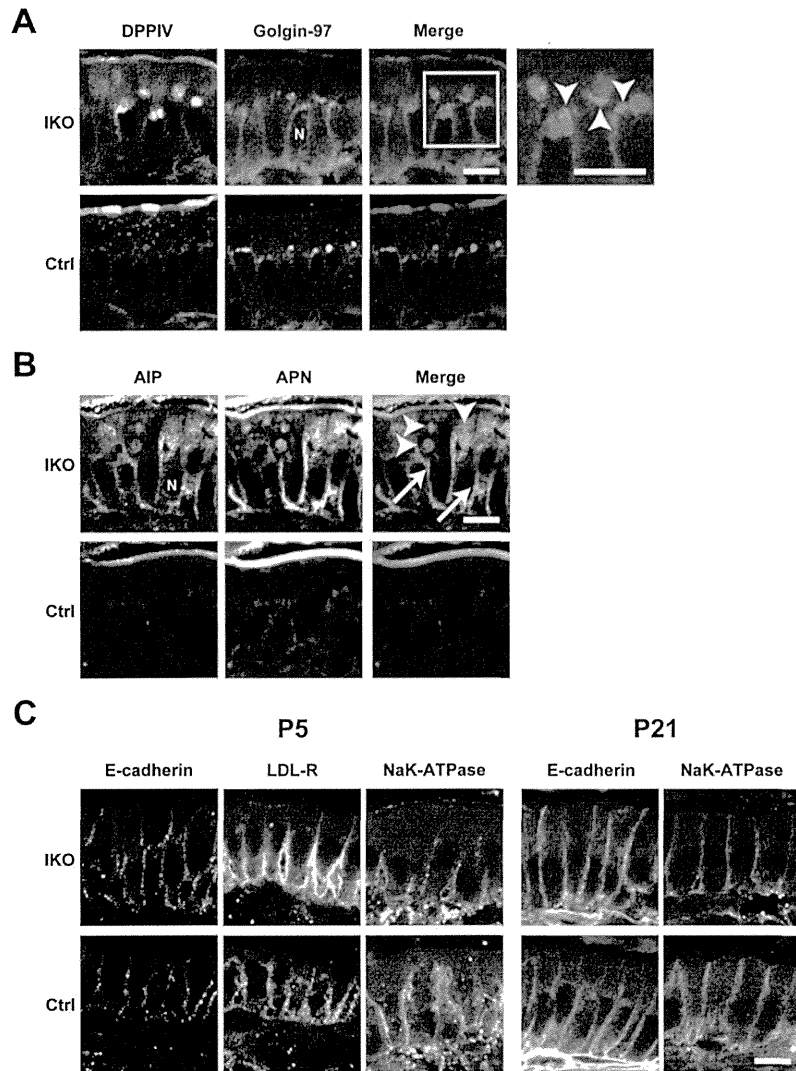 A
DPPIV Golgin-97 Merge
IKO
N
Ctrl
B
AIP APN Merge
IKO
N
Ctrl
C
P5 P21
E-cadherin LDL-R NaK-ATPase E-cadherin NaK-ATPase
IKO
Ctrl